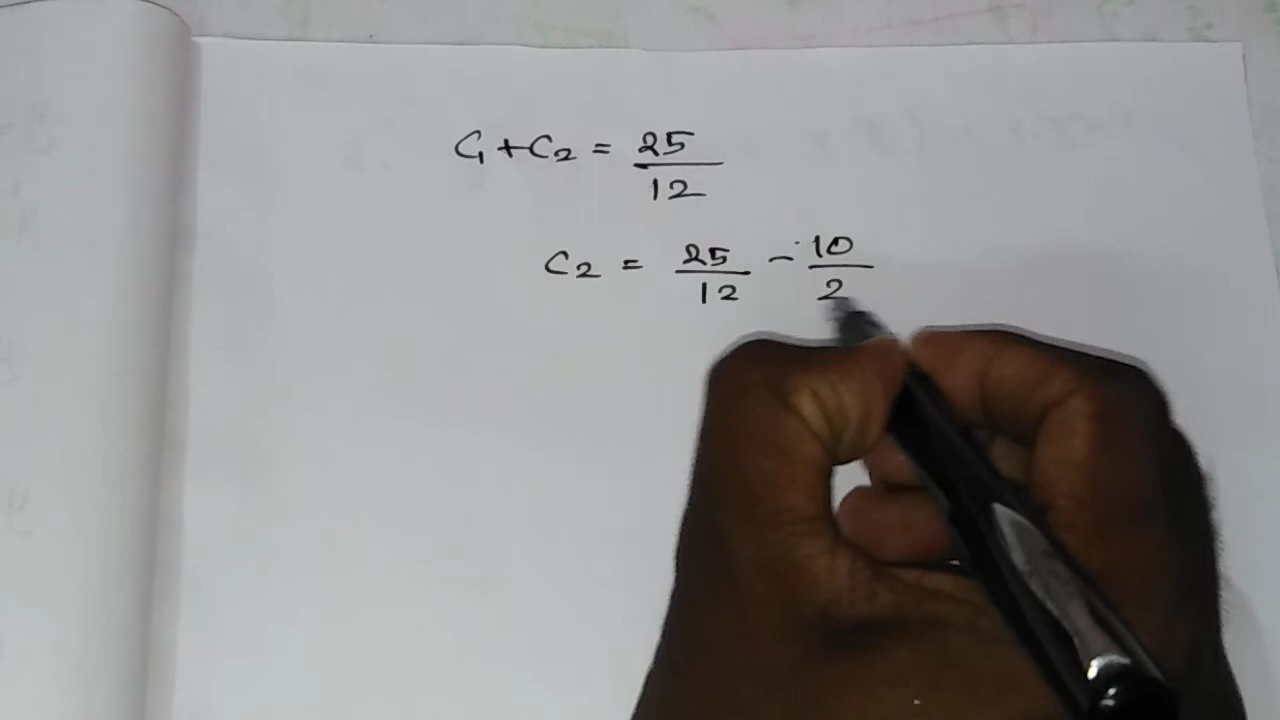 C1 + C2 = 25/12
C2 = 25/12 - 10/2